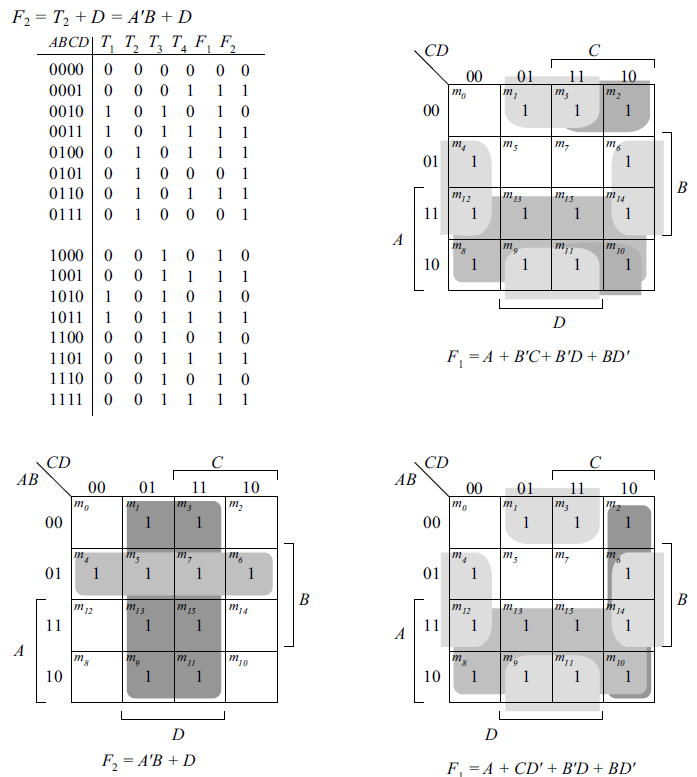 F₂ = T₂ + D = A′B + D
ABCD T₁ T₂ T₃ T₄ F₁ F₂
0000 0 0 0 0 0 0
0001 0 0 0 1 1 1
0010 1 0 1 0 1 0
0011 1 0 1 1 1 1
0100 0 1 0 1 1 1
0101 0 1 0 0 0 1
0110 0 1 0 1 1 1
0111 0 1 0 0 0 1
1000 0 0 1 0 1 0
1001 0 0 1 1 1 1
1010 1 0 1 0 1 0
1011 1 0 1 1 1 1
1100 0 0 1 0 1 0
1101 0 0 1 1 1 1
1110 0 0 1 0 1 0
1111 0 0 1 1 1 1
CD C
00 01 11 10
m₀ m₁ m₃ m₂
00 1 1 1
m₄ m₅ m₇ m₆
01 1 1
B
m₁₂ m₁₃ m₁₅ m₁₄
11 1 1 1 1
A
m₈ m₉ m₁₁ m₁₀
10 1 1 1 1
D
F₁ = A + B′C + B′D + BD′
CD C
AB 00 01 11 10
m₀ m₁ m₃ m₂
00 1 1
m₄ m₅ m₇ m₆
01 1 1 1 1
B
m₁₂ m₁₃ m₁₅ m₁₄
11 1 1
A
m₈ m₉ m₁₁ m₁₀
10 1 1
D
F₂ = A′B + D
CD C
AB 00 01 11 10
m₀ m₁ m₃ m₂
00 1 1 1
m₄ m₅ m₇ m₆
01 1 1
B
m₁₂ m₁₃ m₁₅ m₁₄
11 1 1 1 1
A
m₈ m₉ m₁₁ m₁₀
10 1 1 1 1
D
F₁ = A + CD′ + B′D + BD′